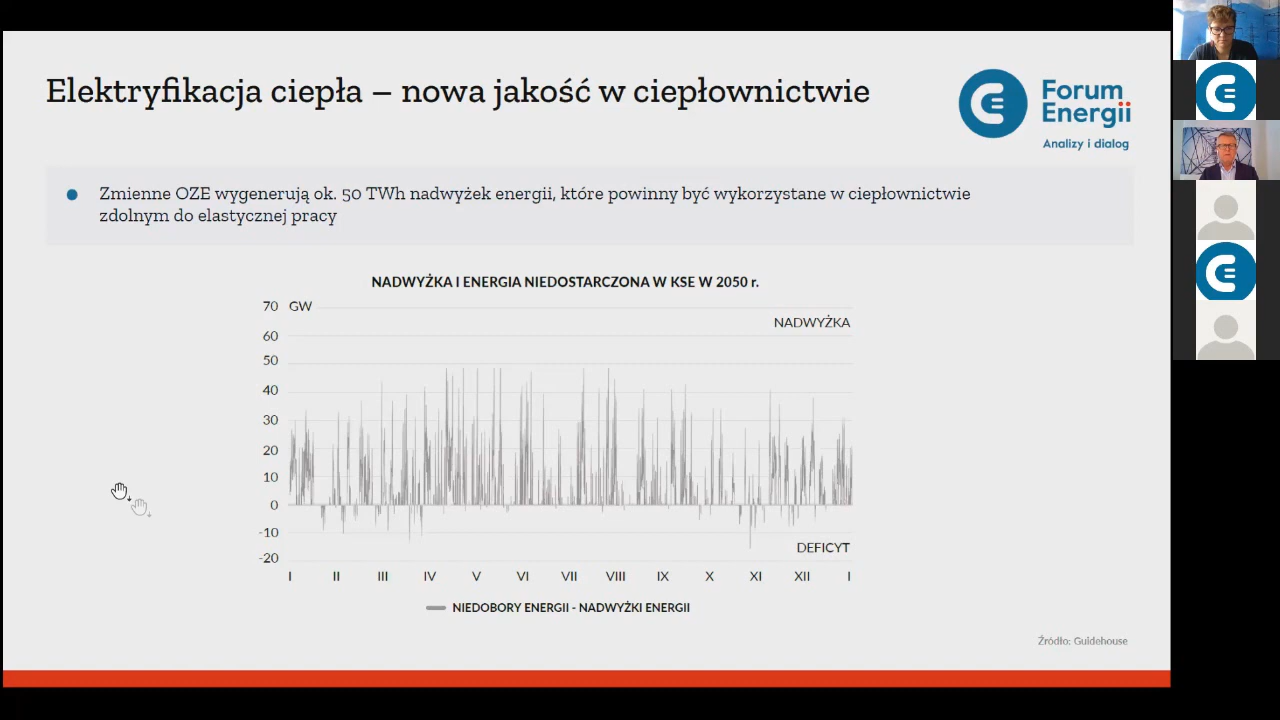 Elektryfikacja ciepła – nowa jakość w ciepłownictwie
Forum
Energii
Analizy i dialog
Zmienne OZE wygenerują ok. 50 TWh nadwyżek energii, które powinny być wykorzystane w ciepłownictwie
zdolnym do elastycznej pracy
NADWYŻKA I ENERGIA NIEDOSTARCZONA W KSE W 2050 r.
70 GW
NADWYŻKA
60
50
40
30
20
10
0
-10
DEFICYT
-20
I II III IV V VI VII VIII IX X XI XII I
NIEDOBORY ENERGII - NADWYŻKI ENERGII
Źródło: Guidehouse